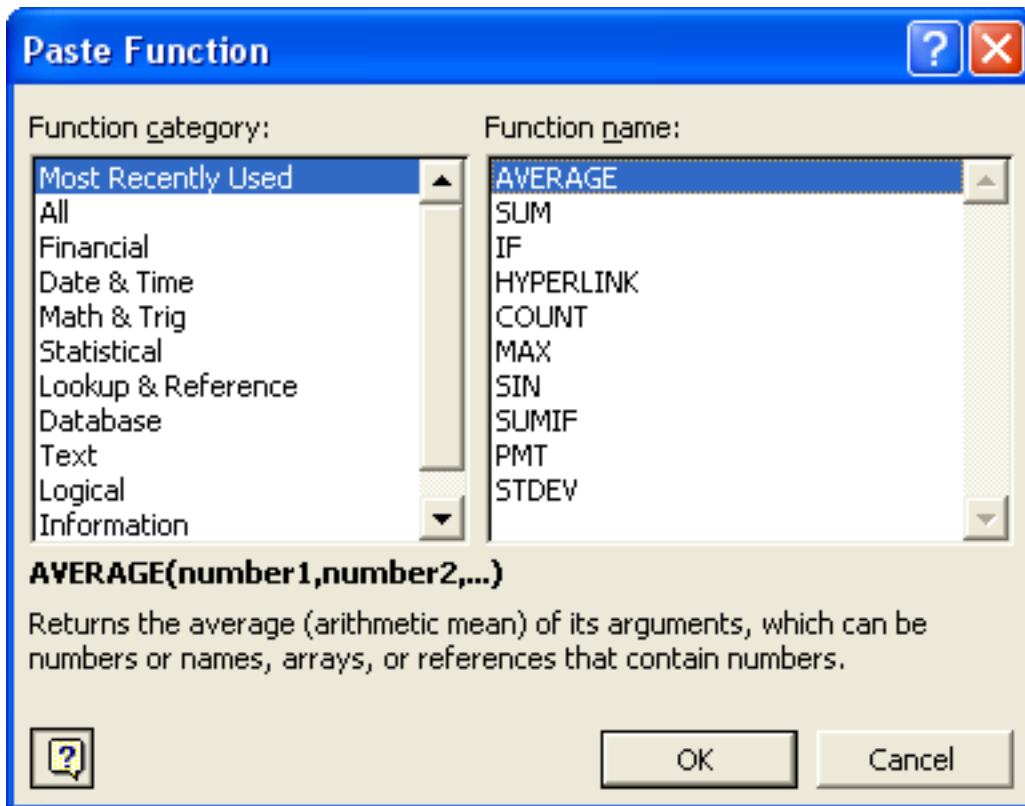 Paste Function
Function category:
Most Recently Used
All
Financial
Date & Time
Math & Trig
Statistical
Lookup & Reference
Database
Text
Logical
Information
Function name:
AVERAGE
SUM
IF
HYPERLINK
COUNT
MAX
SIN
SUMIF
PMT
STDEV
AVERAGE(number1,number2,...)
Returns the average (arithmetic mean) of its arguments, which can be
numbers or names, arrays, or references that contain numbers.
OK
Cancel